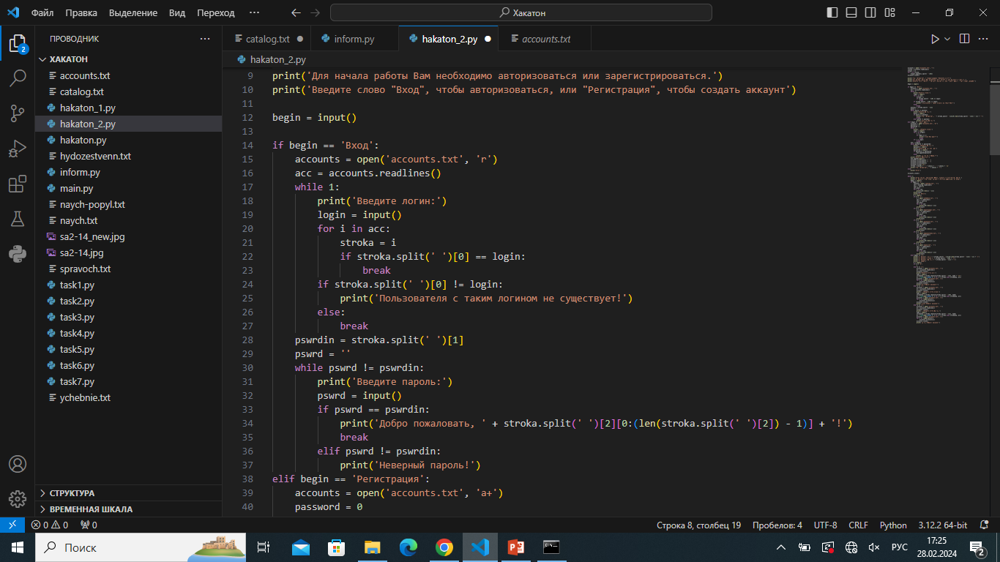 Файл Правка Выделение Вид Переход ··· Хакатон
ПРОВОДНИК
ХАКАТОН
accounts.txt
catalog.txt
hakaton_1.py
hakaton_2.py
hakaton.py
hydozestvenn.txt
inform.py
main.py
naych-popyl.txt
naych.txt
sa2-14_new.jpg
sa2-14.jpg
spravoch.txt
task1.py
task2.py
task3.py
task4.py
task5.py
task6.py
task7.py
ychebnie.txt
СТРУКТУРА
ВРЕМЕННАЯ ШКАЛА
2
catalog.txt inform.py hakaton_2.py accounts.txt
hakaton_2.py
9 print('Для начала работы Вам необходимо авторизоваться или зарегистрироваться.')
10 print('Введите слово "Вход", чтобы авторизоваться, или "Регистрация", чтобы создать аккаунт')
11
12 begin = input()
13
14 if begin == 'Вход':
15     accounts = open('accounts.txt', 'r')
16     acc = accounts.readlines()
17     while 1:
18         print('Введите логин:')
19         login = input()
20         for i in acc:
21             stroka = i
22             if stroka.split(' ')[0] == login:
23                 break
24         if stroka.split(' ')[0] != login:
25             print('Пользователя с таким логином не существует!')
26         else:
27             break
28     pswrdin = stroka.split(' ')[1]
29     pswrd = ''
30     while pswrd != pswrdin:
31         print('Введите пароль:')
32         pswrd = input()
33         if pswrd == pswrdin:
34             print('Добро пожаловать, ' + stroka.split(' ')[2][0:(len(stroka.split(' ')[2]) - 1)] + '!')
35             break
36         elif pswrd != pswrdin:
37             print('Неверный пароль!')
38 elif begin == 'Регистрация':
39     accounts = open('accounts.txt', 'a+')
40     password = 0
0 0 0 Строка 8, столбец 19 Пробелов: 4 UTF-8 CRLF Python 3.12.2 64-bit
Поиск РУС 17:25
28.02.2024 2